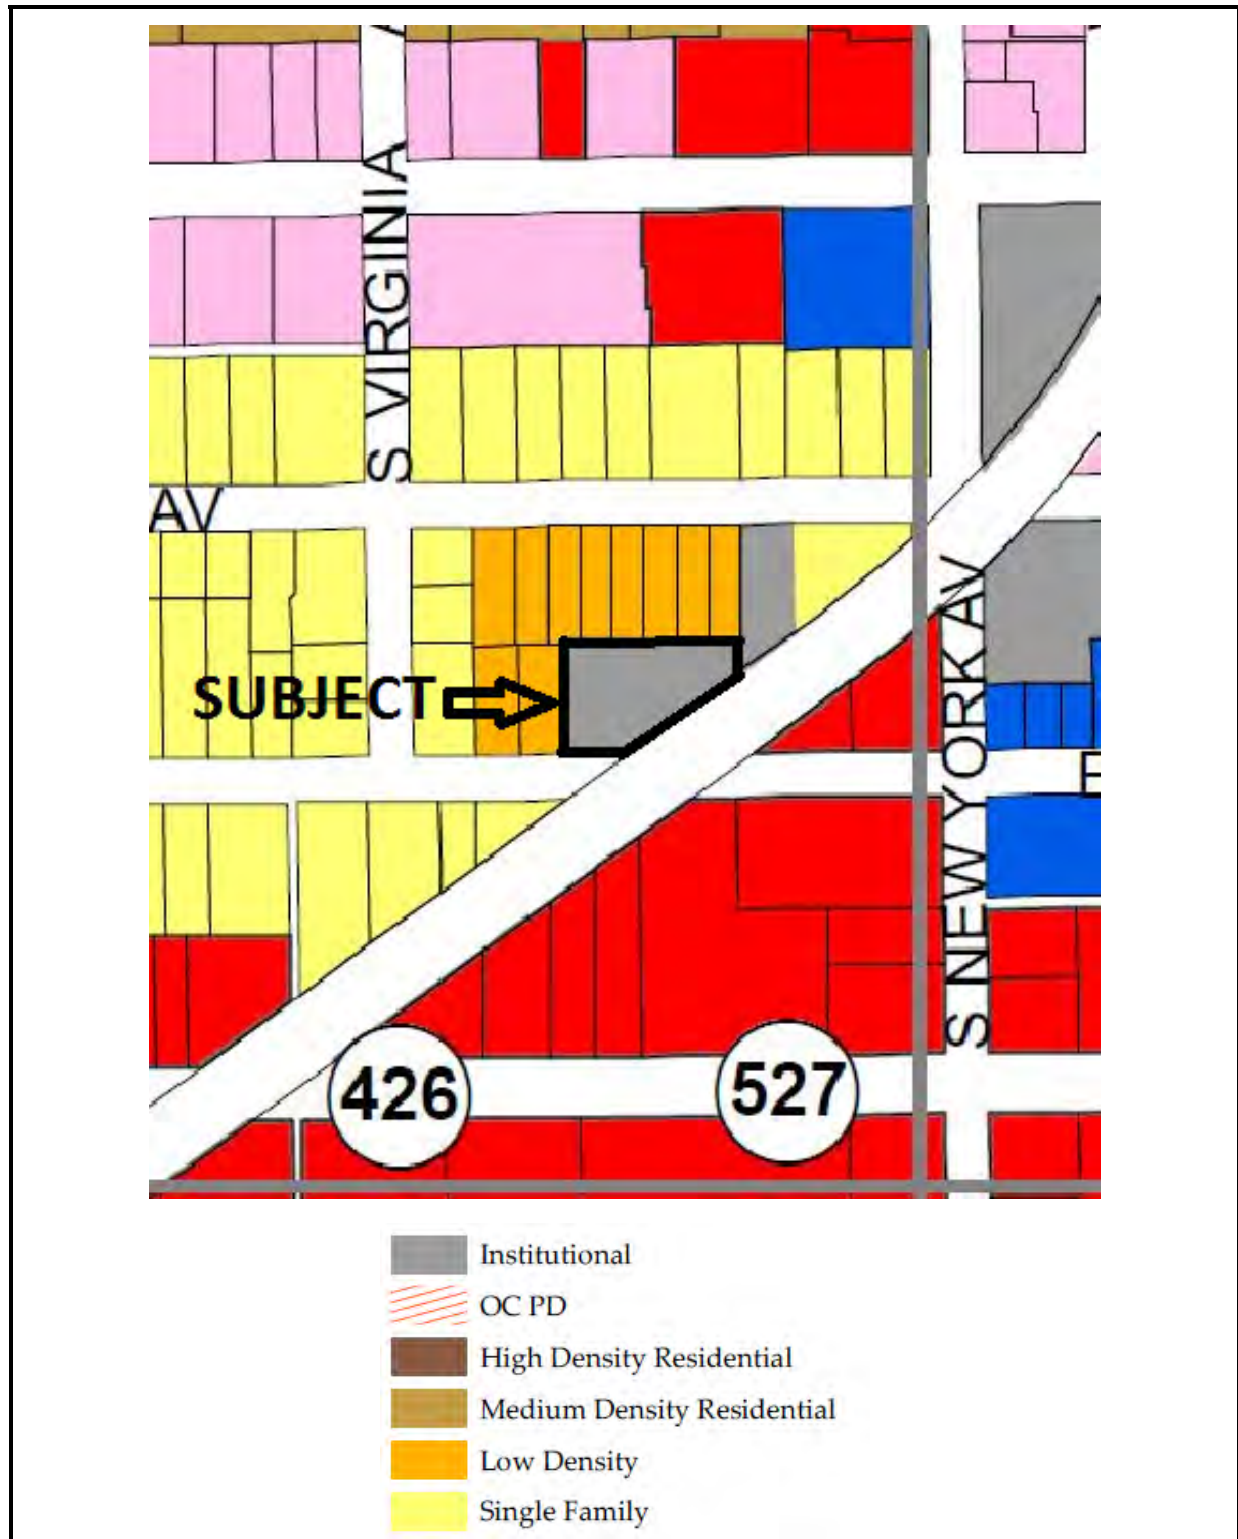 S VIRGINIA A
AV
SUBJECT
S NEW YORK AV
E
426
527
Institutional
OC PD
High Density Residential
Medium Density Residential
Low Density
Single Family